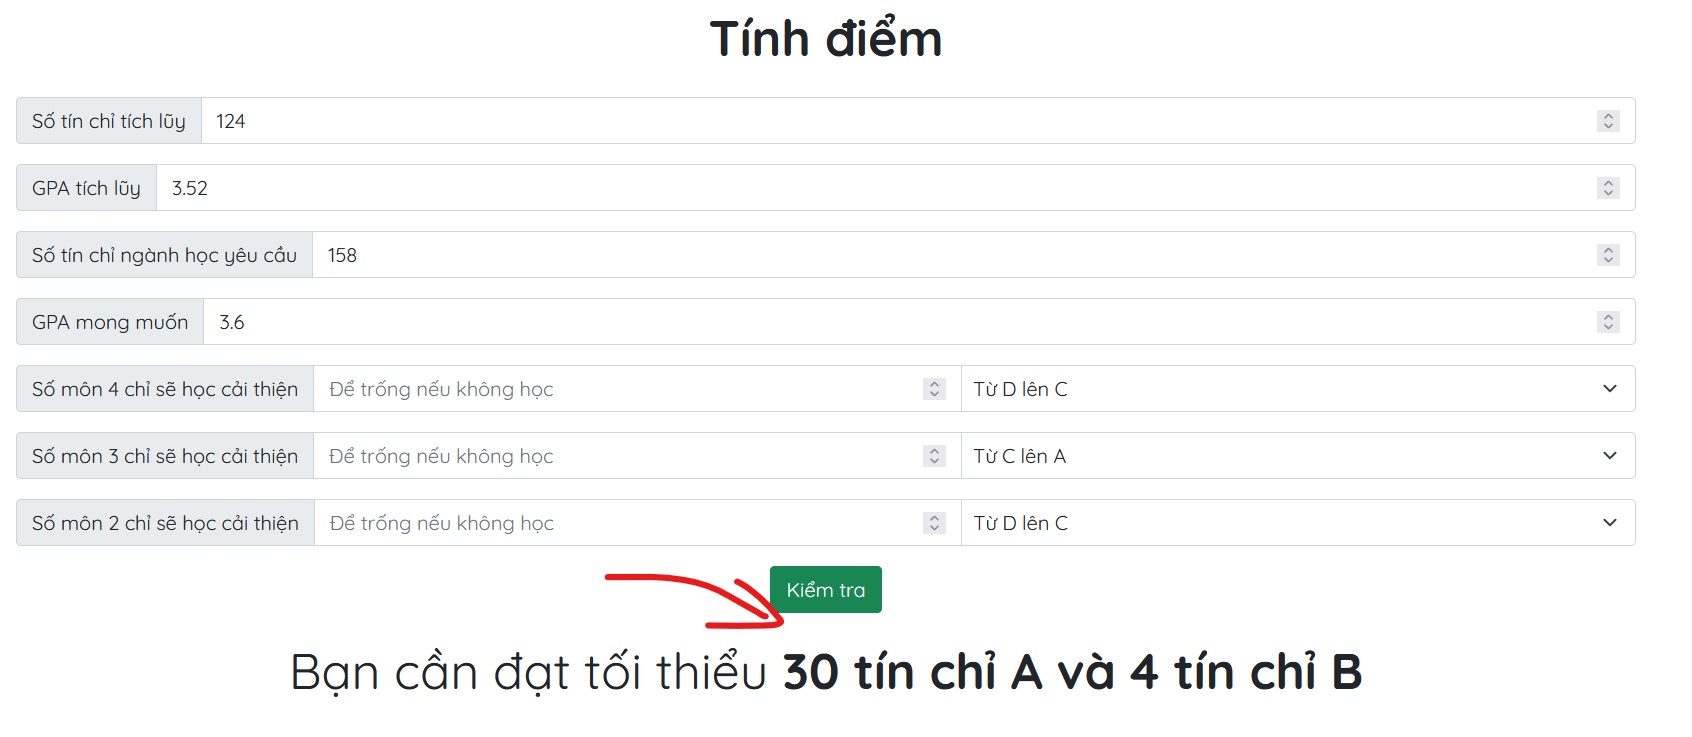 Tính điểm
Số tín chỉ tích lũy 124
GPA tích lũy 3.52
Số tín chỉ ngành học yêu cầu 158
GPA mong muốn 3.6
Số môn 4 chỉ sẽ học cải thiện Để trống nếu không học Từ D lên C
Số môn 3 chỉ sẽ học cải thiện Để trống nếu không học Từ C lên A
Số môn 2 chỉ sẽ học cải thiện Để trống nếu không học Từ D lên C
Kiểm tra
Bạn cần đạt tối thiểu 30 tín chỉ A và 4 tín chỉ B